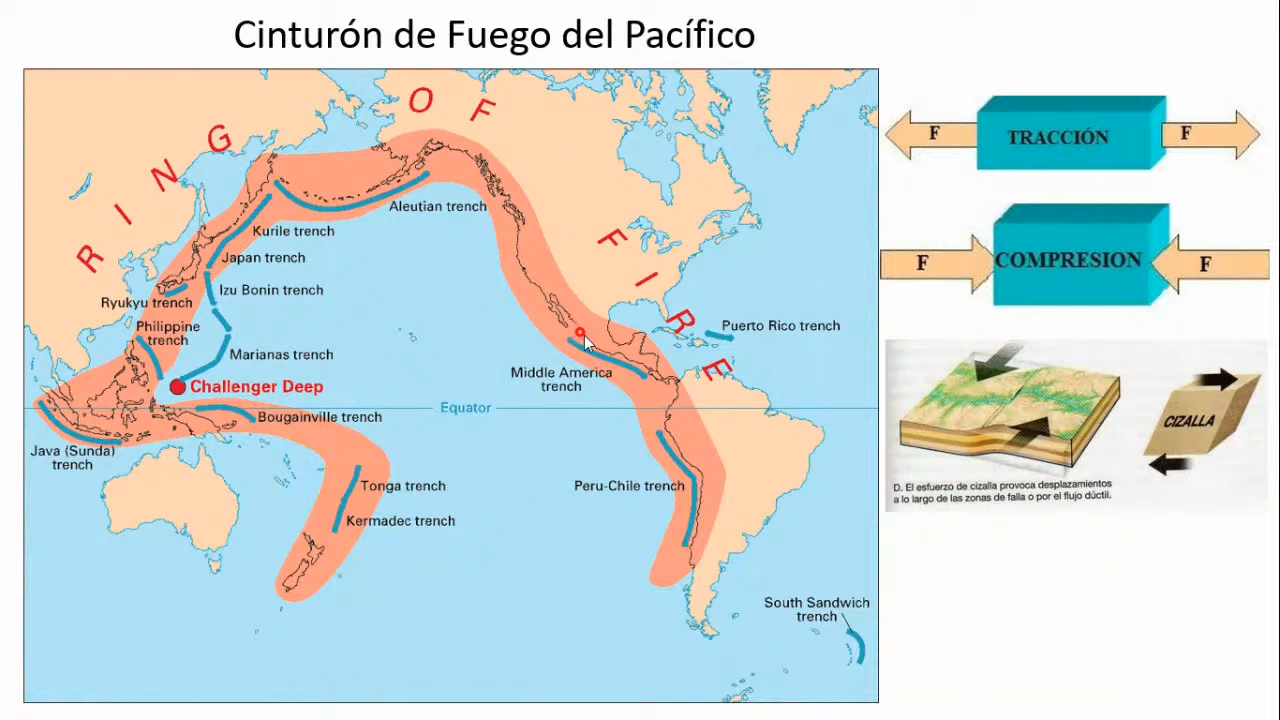 Cinturón de Fuego del Pacífico
RING OF FIRE
Aleutian trench
Kurile trench
Japan trench
Izu Bonin trench
Ryukyu trench
Philippine
trench
Marianas trench
Challenger Deep
Equator
Bougainville trench
Java (Sunda)
trench
Tonga trench
Kermadec trench
Middle America
trench
Puerto Rico trench
Peru-Chile trench
South Sandwich
trench
F
TRACCIÓN
F
F
COMPRESION
F
CIZALLA
D. El esfuerzo de cizalla provoca desplazamientos
a lo largo de las zonas de falla o por el flujo dúctil.